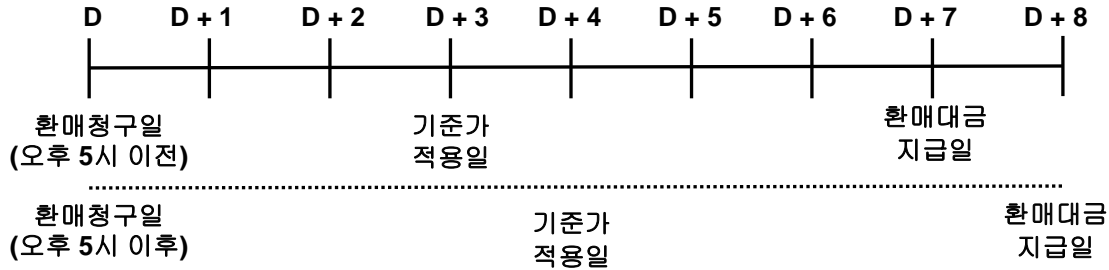 D D + 1 D + 2 D + 3 D + 4 D + 5 D + 6 D + 7 D + 8
환매청구일
(오후 5시 이전)
기준가
적용일
환매대금
지급일
환매청구일
(오후 5시 이후)
기준가
적용일
환매대금
지급일